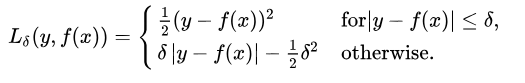 L_δ(y, f(x)) = { ½(y − f(x))² for|y − f(x)| ≤ δ,
δ |y − f(x)| − ½δ² otherwise.